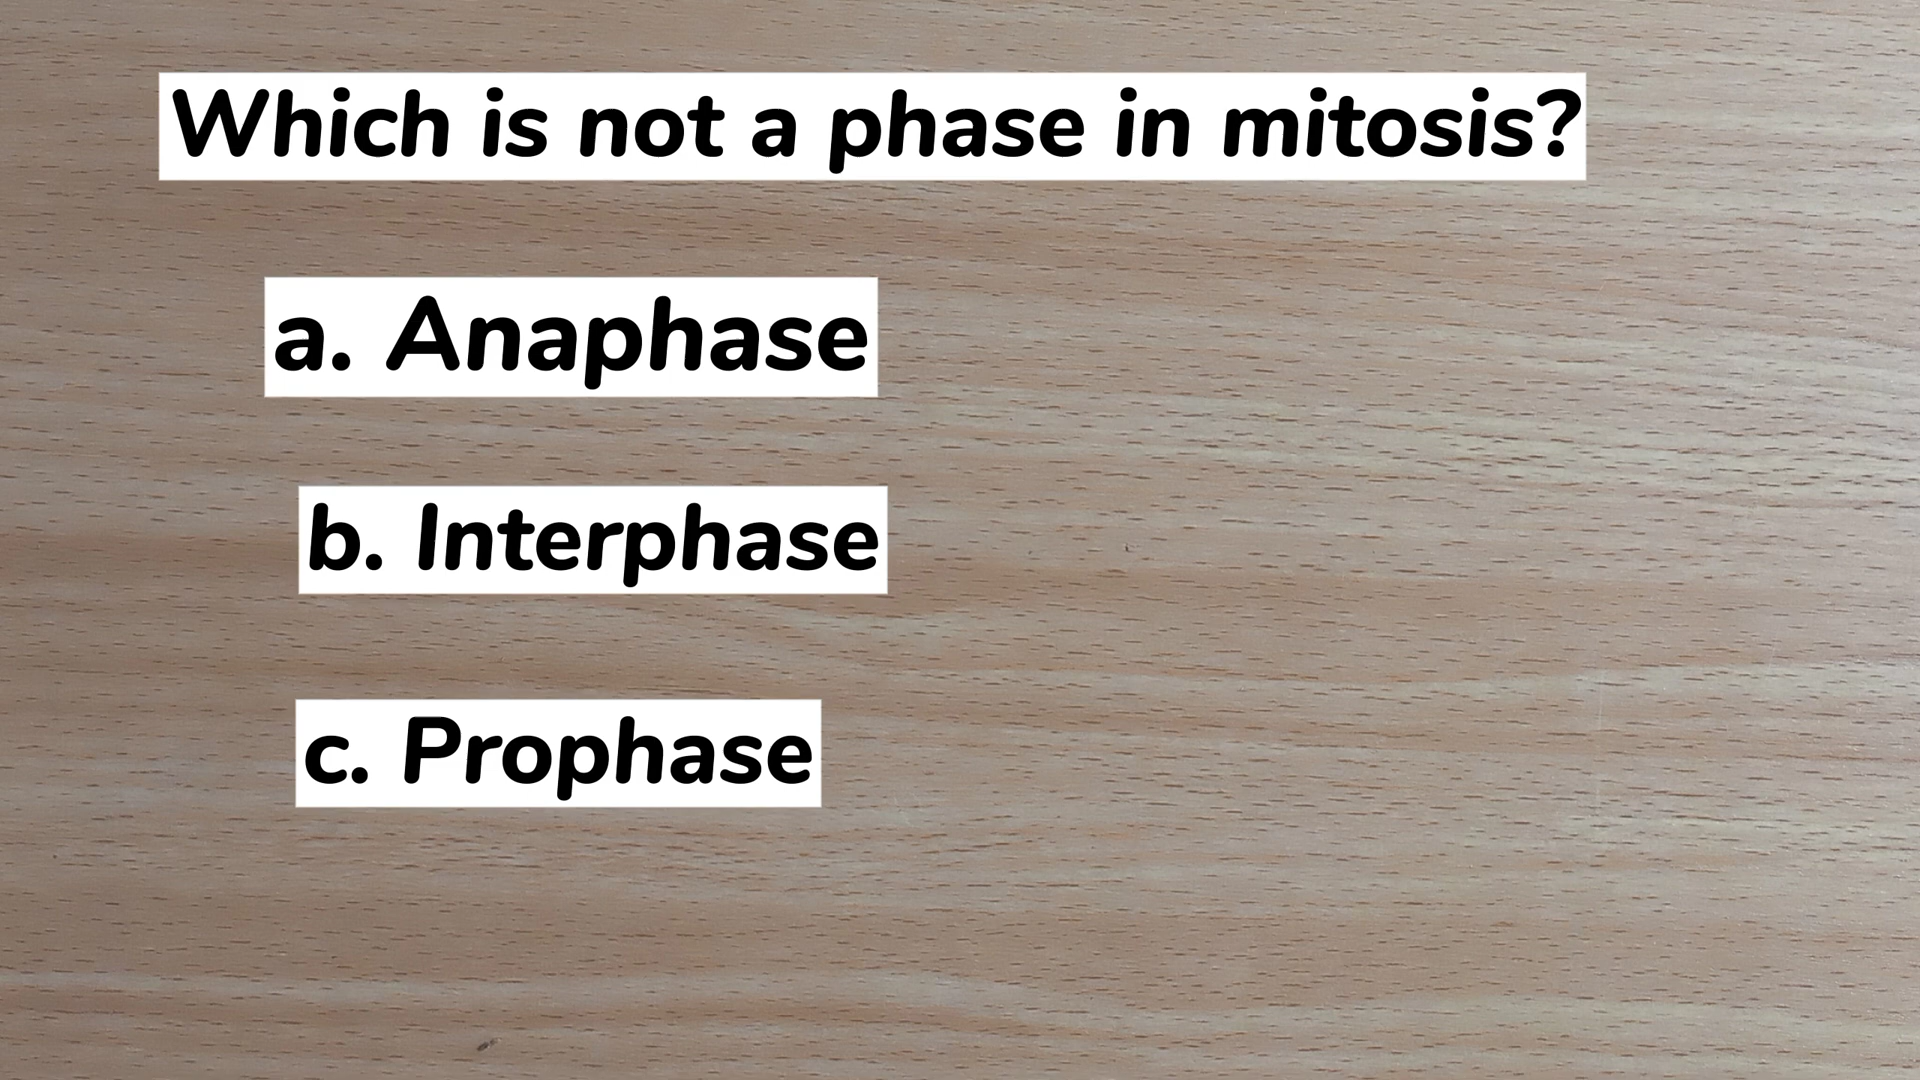 Which is not a phase in mitosis?
a. Anaphase
b. Interphase
c. Prophase